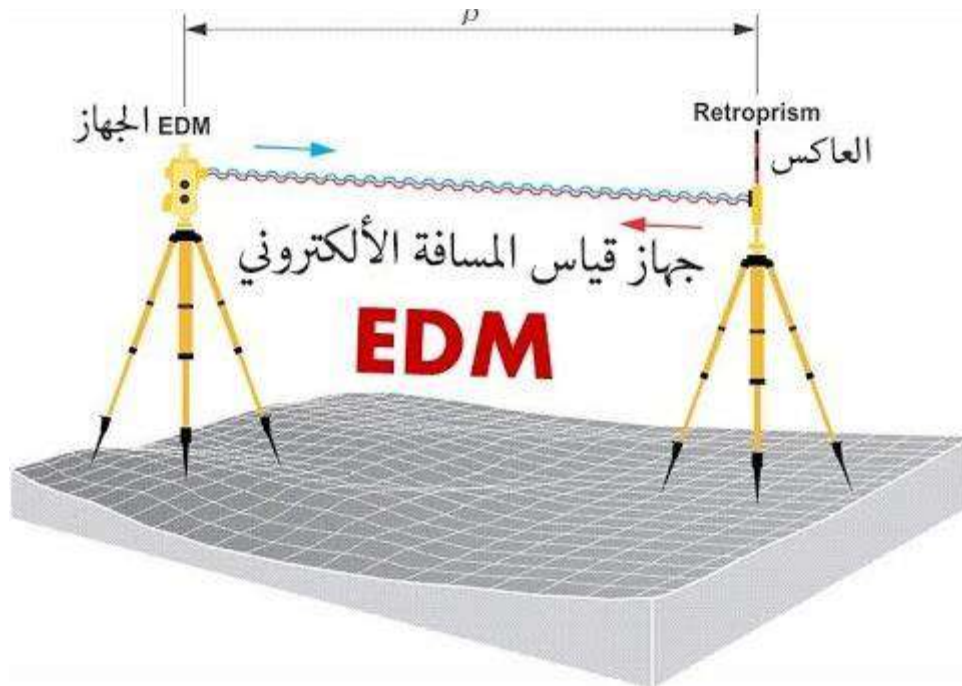 ρ
EDM الجهاز
Retroprism
العاكس
جهاز قياس المسافة الألكتروني
EDM